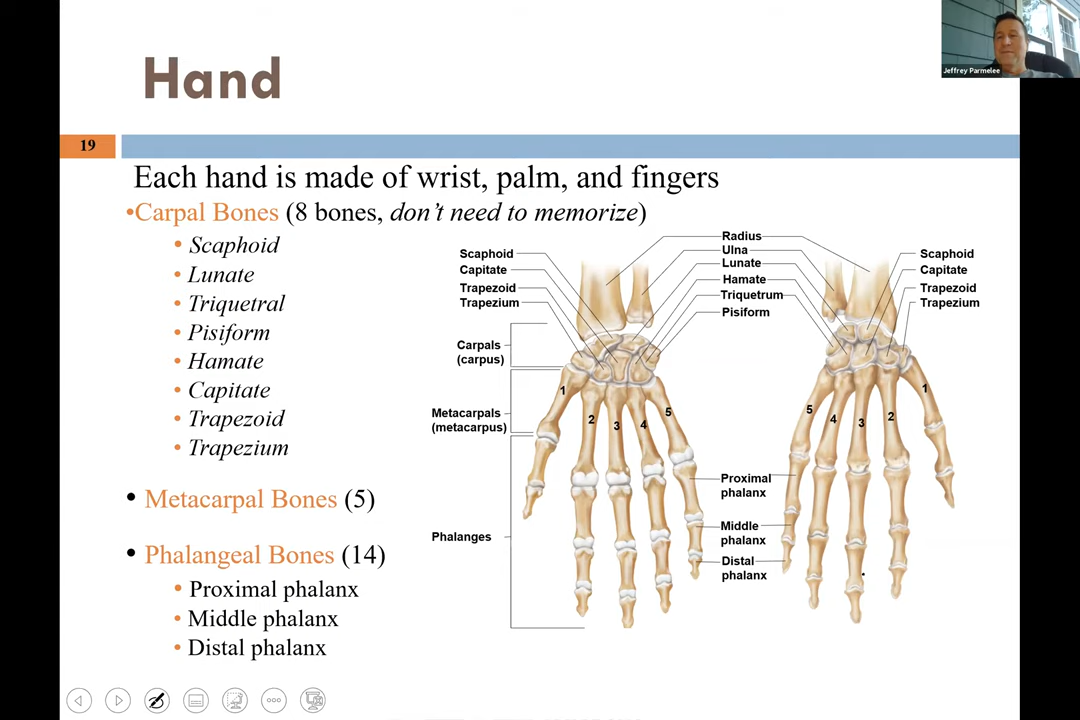 Jeffrey Parmelee
Hand
19
Each hand is made of wrist, palm, and fingers
•Carpal Bones (8 bones, don't need to memorize)
• Scaphoid
• Lunate
• Triquetral
• Pisiform
• Hamate
• Capitate
• Trapezoid
• Trapezium
• Metacarpal Bones (5)
• Phalangeal Bones (14)
• Proximal phalanx
• Middle phalanx
• Distal phalanx
Scaphoid
Capitate
Trapezoid
Trapezium
Carpals
(carpus)
Metacarpals
(metacarpus)
Phalanges
1
2
3
4
5
Radius
Ulna
Lunate
Hamate
Triquetrum
Pisiform
Proximal
phalanx
Middle
phalanx
Distal
phalanx
5
4
3
2
1
Scaphoid
Capitate
Trapezoid
Trapezium